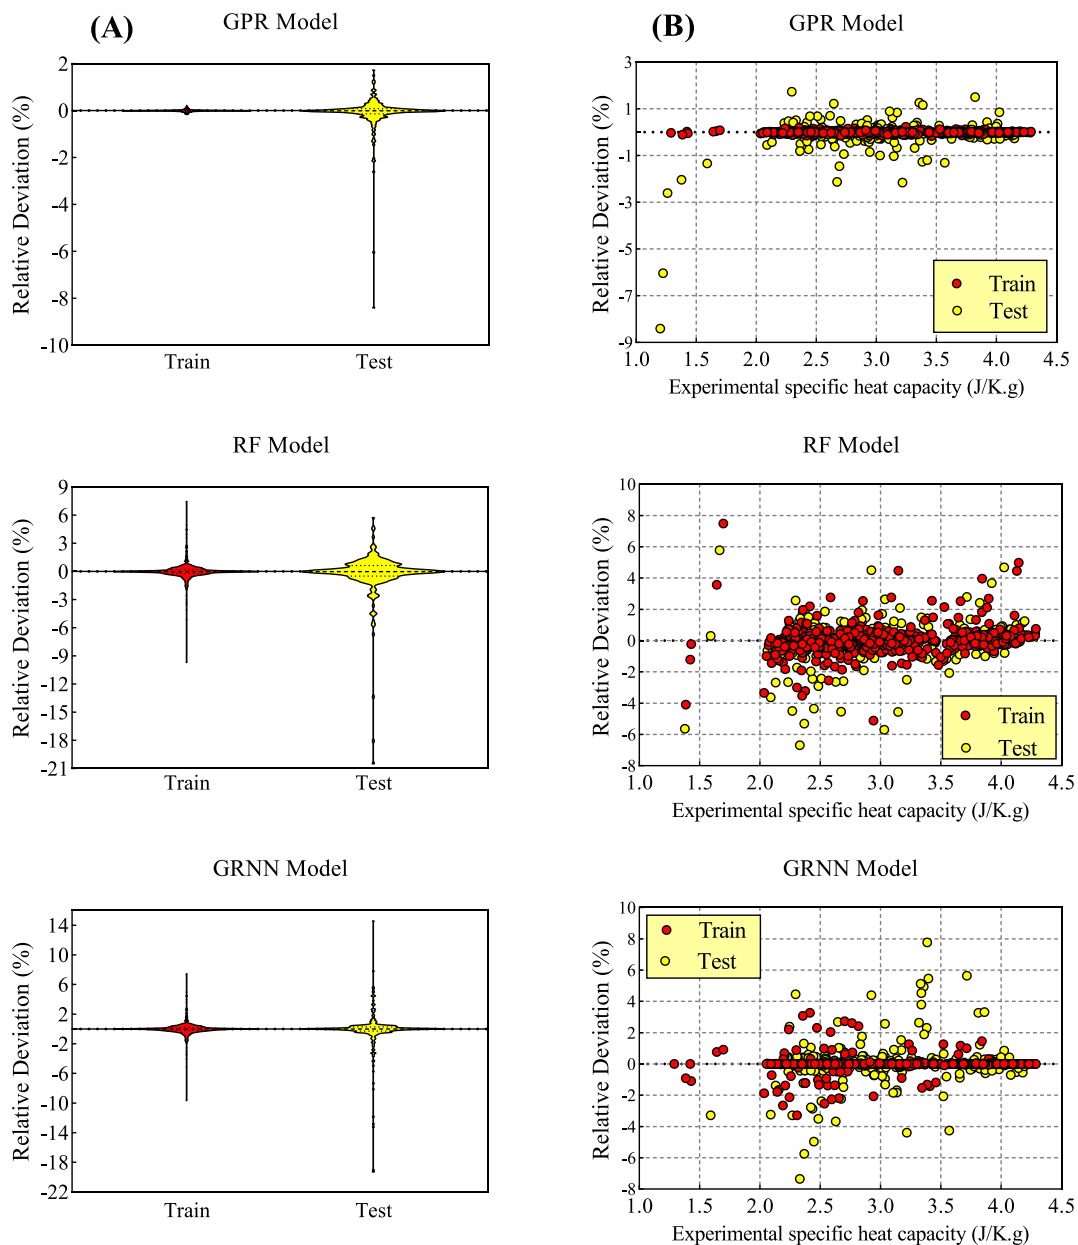 (A)
GPR Model
Relative Deviation (%)
2
0
-2
-4
-6
-8
-10
Train
Test
(B)
GPR Model
Relative Deviation (%)
3
1
-1
-3
-5
-7
-9
Train
Test
1.0 1.5 2.0 2.5 3.0 3.5 4.0 4.5
Experimental specific heat capacity (J/K.g)
RF Model
Relative Deviation (%)
9
6
3
0
-3
-6
-9
-12
-15
-18
-21
Train
Test
RF Model
Relative Deviation (%)
10
8
6
4
2
0
-2
-4
-6
-8
Train
Test
1.0 1.5 2.0 2.5 3.0 3.5 4.0 4.5
Experimental specific heat capacity (J/K.g)
GRNN Model
Relative Deviation (%)
14
10
6
2
-2
-6
-10
-14
-18
-22
Train
Test
GRNN Model
Relative Deviation (%)
10
8
6
4
2
0
-2
-4
-6
-8
Train
Test
1.0 1.5 2.0 2.5 3.0 3.5 4.0 4.5
Experimental specific heat capacity (J/K.g)